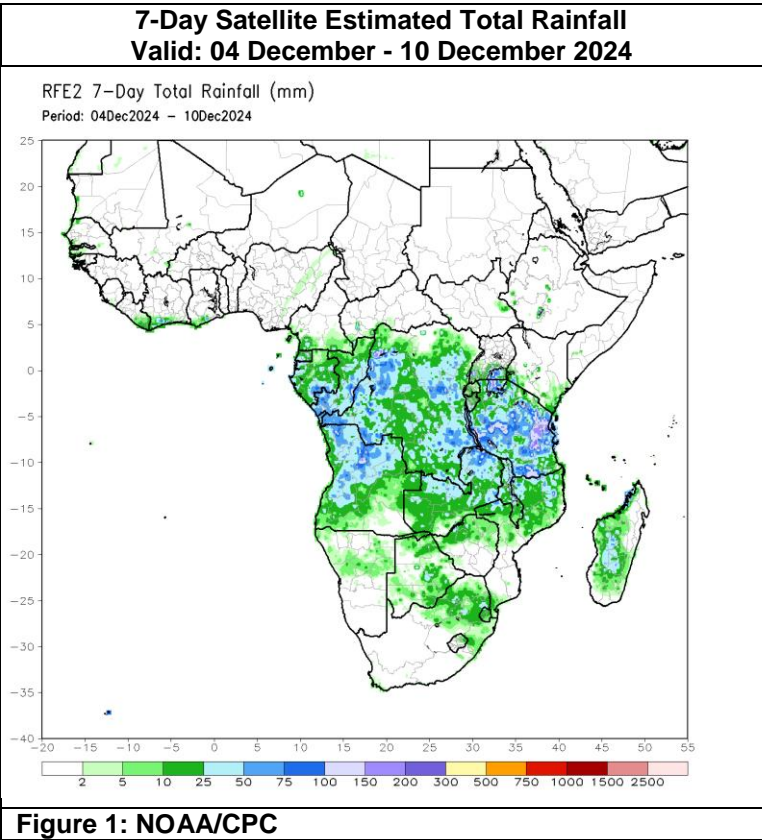 7-Day Satellite Estimated Total Rainfall
Valid: 04 December - 10 December 2024
RFE2 7-Day Total Rainfall (mm)
Period: 04Dec2024 – 10Dec2024
25
20
15
10
5
0
-5
-10
-15
-20
-25
-30
-35
-40
-20 -15 -10 -5 0 5 10 15 20 25 30 35 40 45 50 55
2 5 10 25 50 75 100 150 200 300 500 750 1000 1500 2500
Figure 1: NOAA/CPC